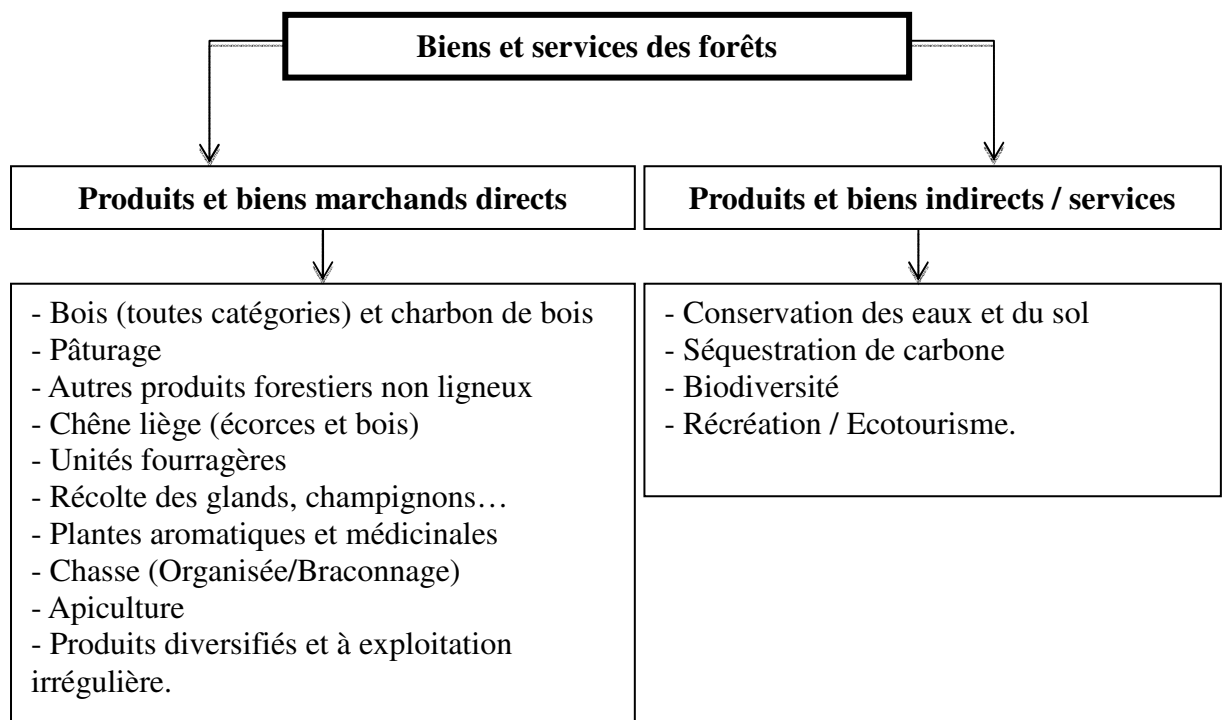 Biens et services des forêts
Produits et biens marchands directs
Produits et biens indirects / services
- Bois (toutes catégories) et charbon de bois
- Pâturage
- Autres produits forestiers non ligneux
- Chêne liège (écorces et bois)
- Unités fourragères
- Récolte des glands, champignons…
- Plantes aromatiques et médicinales
- Chasse (Organisée/Braconnage)
- Apiculture
- Produits diversifiés et à exploitation
irrégulière.
- Conservation des eaux et du sol
- Séquestration de carbone
- Biodiversité
- Récréation / Ecotourisme.